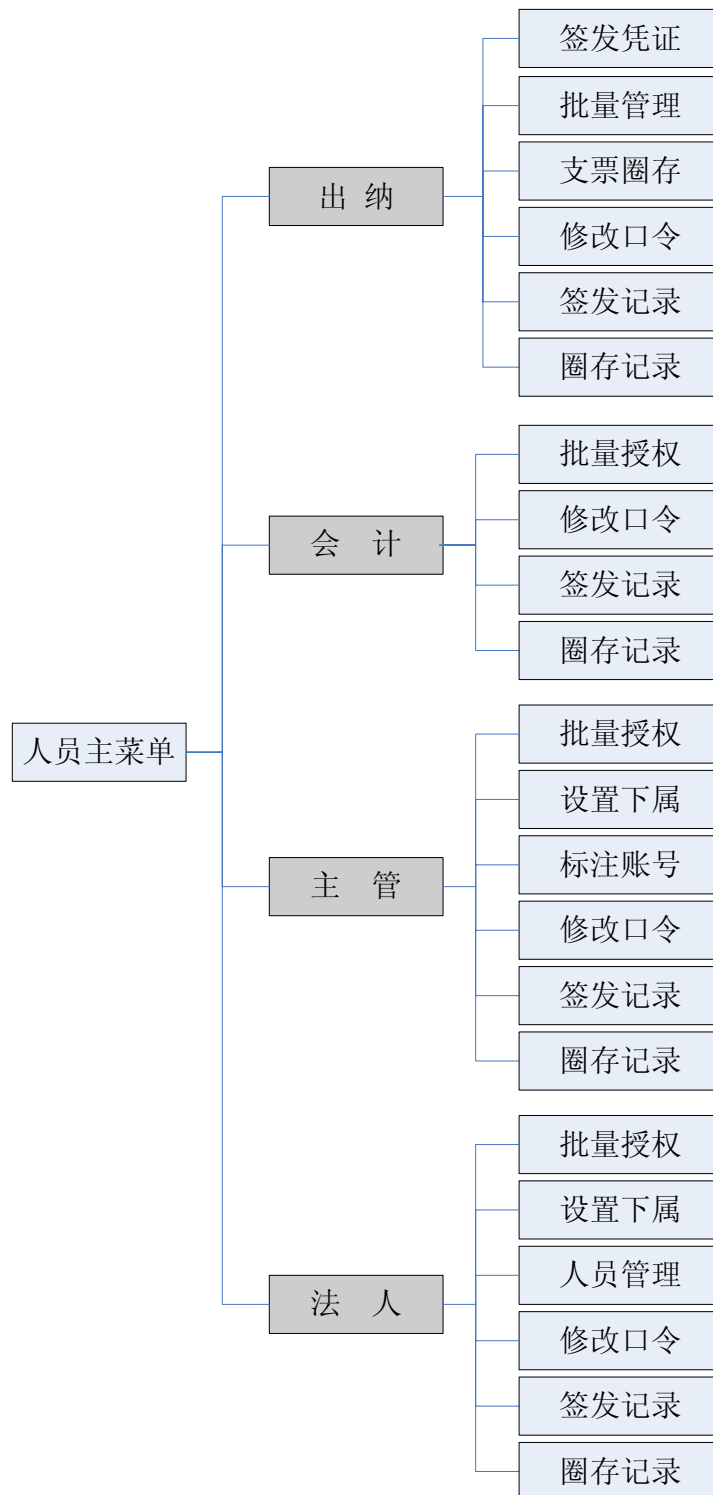 签发凭证
批量管理
支票圈存
出 纳
修改口令
签发记录
圈存记录
批量授权
会 计
修改口令
签发记录
圈存记录
人员主菜单
批量授权
设置下属
标注账号
主 管
修改口令
签发记录
圈存记录
批量授权
设置下属
人员管理
法 人
修改口令
签发记录
圈存记录